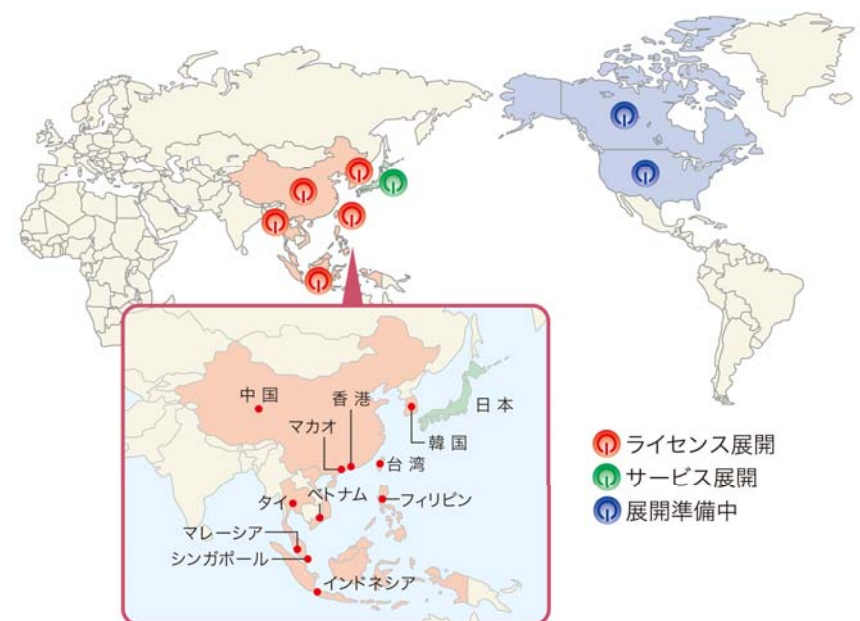 中国
香港
日本
マカオ
韓国
台湾
タイ
ベトナム
フィリピン
マレーシア
シンガポール
インドネシア
ライセンス展開
サービス展開
展開準備中